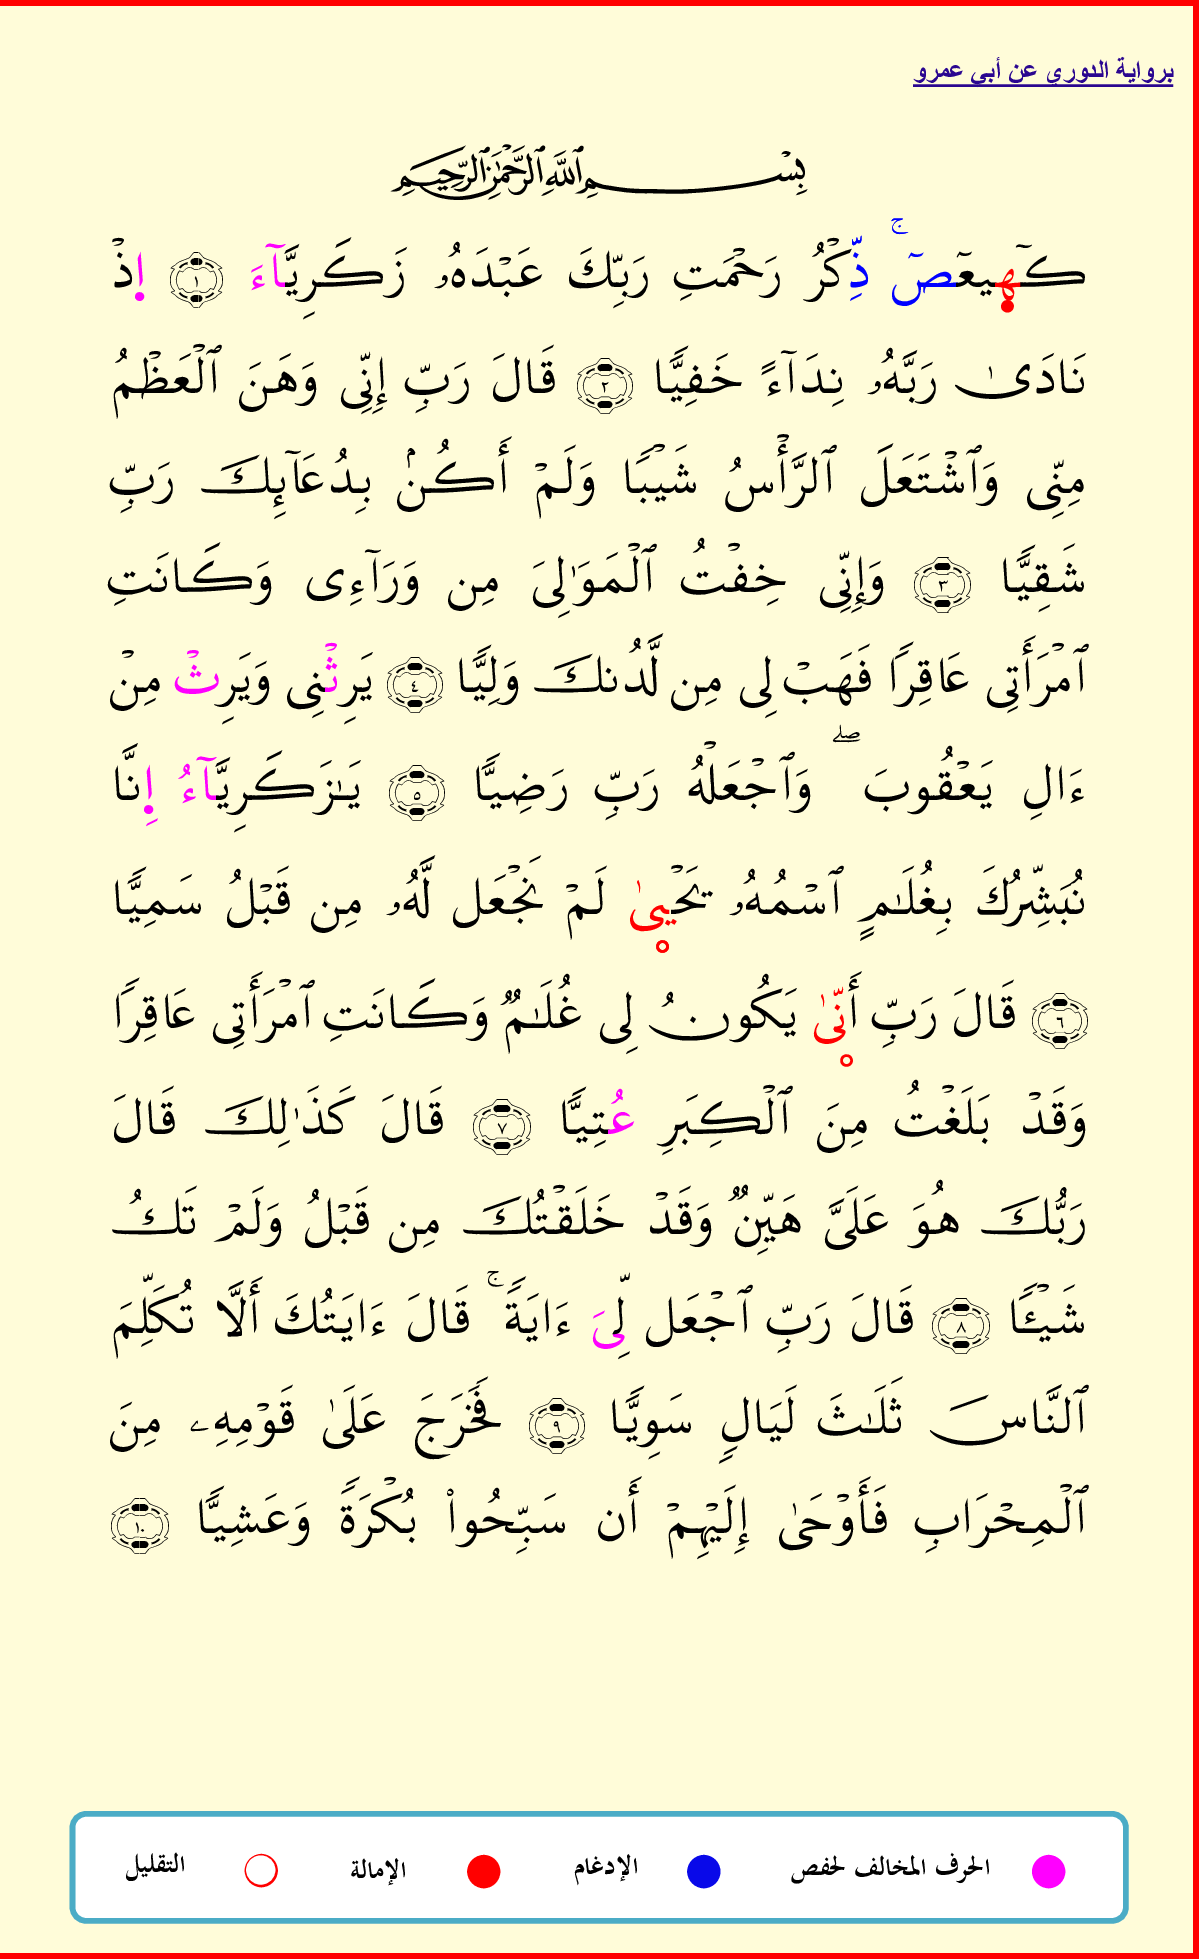 برواية الدوري عن أبي عمرو
بِسۡمِ ٱللَّهِ ٱلرَّحۡمَٰنِ ٱلرَّحِيمِ
كٓهيعٓصٓۚ ذِّكۡرُ رَحۡمَتِ رَبِّكَ عَبۡدَهُۥ زَكَرِيَّآءَ ١ إِذۡ
نَادَىٰ رَبَّهُۥ نِدَآءً خَفِيّٗا ٢ قَالَ رَبِّ إِنِّي وَهَنَ ٱلۡعَظۡمُ
مِنِّي وَٱشۡتَعَلَ ٱلرَّأۡسُ شَيۡبٗا وَلَمۡ أَكُنۢ بِدُعَآئِكَ رَبِّ
شَقِيّٗا ٣ وَإِنِّي خِفۡتُ ٱلۡمَوَٰلِيَ مِن وَرَآءِي وَكَانَتِ
ٱمۡرَأَتِي عَاقِرٗا فَهَبۡ لِي مِن لَّدُنكَ وَلِيّٗا ٤ يَرِثۡنِي وَيَرِثۡ مِنۡ
ءَالِ يَعۡقُوبَۖ وَٱجۡعَلۡهُ رَبِّ رَضِيّٗا ٥ يَٰزَكَرِيَّآءُ إِنَّا
نُبَشِّرُكَ بِغُلَٰمٍ ٱسۡمُهُۥ يَحۡيىٰ لَمۡ نَجۡعَل لَّهُۥ مِن قَبۡلُ سَمِيّٗا
٦ قَالَ رَبِّ أَنّىٰ يَكُونُ لِي غُلَٰمٞ وَكَانَتِ ٱمۡرَأَتِي عَاقِرٗا
وَقَدۡ بَلَغۡتُ مِنَ ٱلۡكِبَرِ عُتِيّٗا ٧ قَالَ كَذَٰلِكَ قَالَ
رَبُّكَ هُوَ عَلَيَّ هَيِّنٞ وَقَدۡ خَلَقۡتُكَ مِن قَبۡلُ وَلَمۡ تَكُ
شَيۡـٔٗا ٨ قَالَ رَبِّ ٱجۡعَل لِّيَ ءَايَةٗۚ قَالَ ءَايَتُكَ أَلَّا تُكَلِّمَ
ٱلنَّاسَ ثَلَٰثَ لَيَالٖ سَوِيّٗا ٩ فَخَرَجَ عَلَىٰ قَوۡمِهِۦ مِنَ
ٱلۡمِحۡرَابِ فَأَوۡحَىٰ إِلَيۡهِمۡ أَن سَبِّحُواْ بُكۡرَةٗ وَعَشِيّٗا ١٠
الحرف المخالف لحفص الإدغام الإمالة التقليل